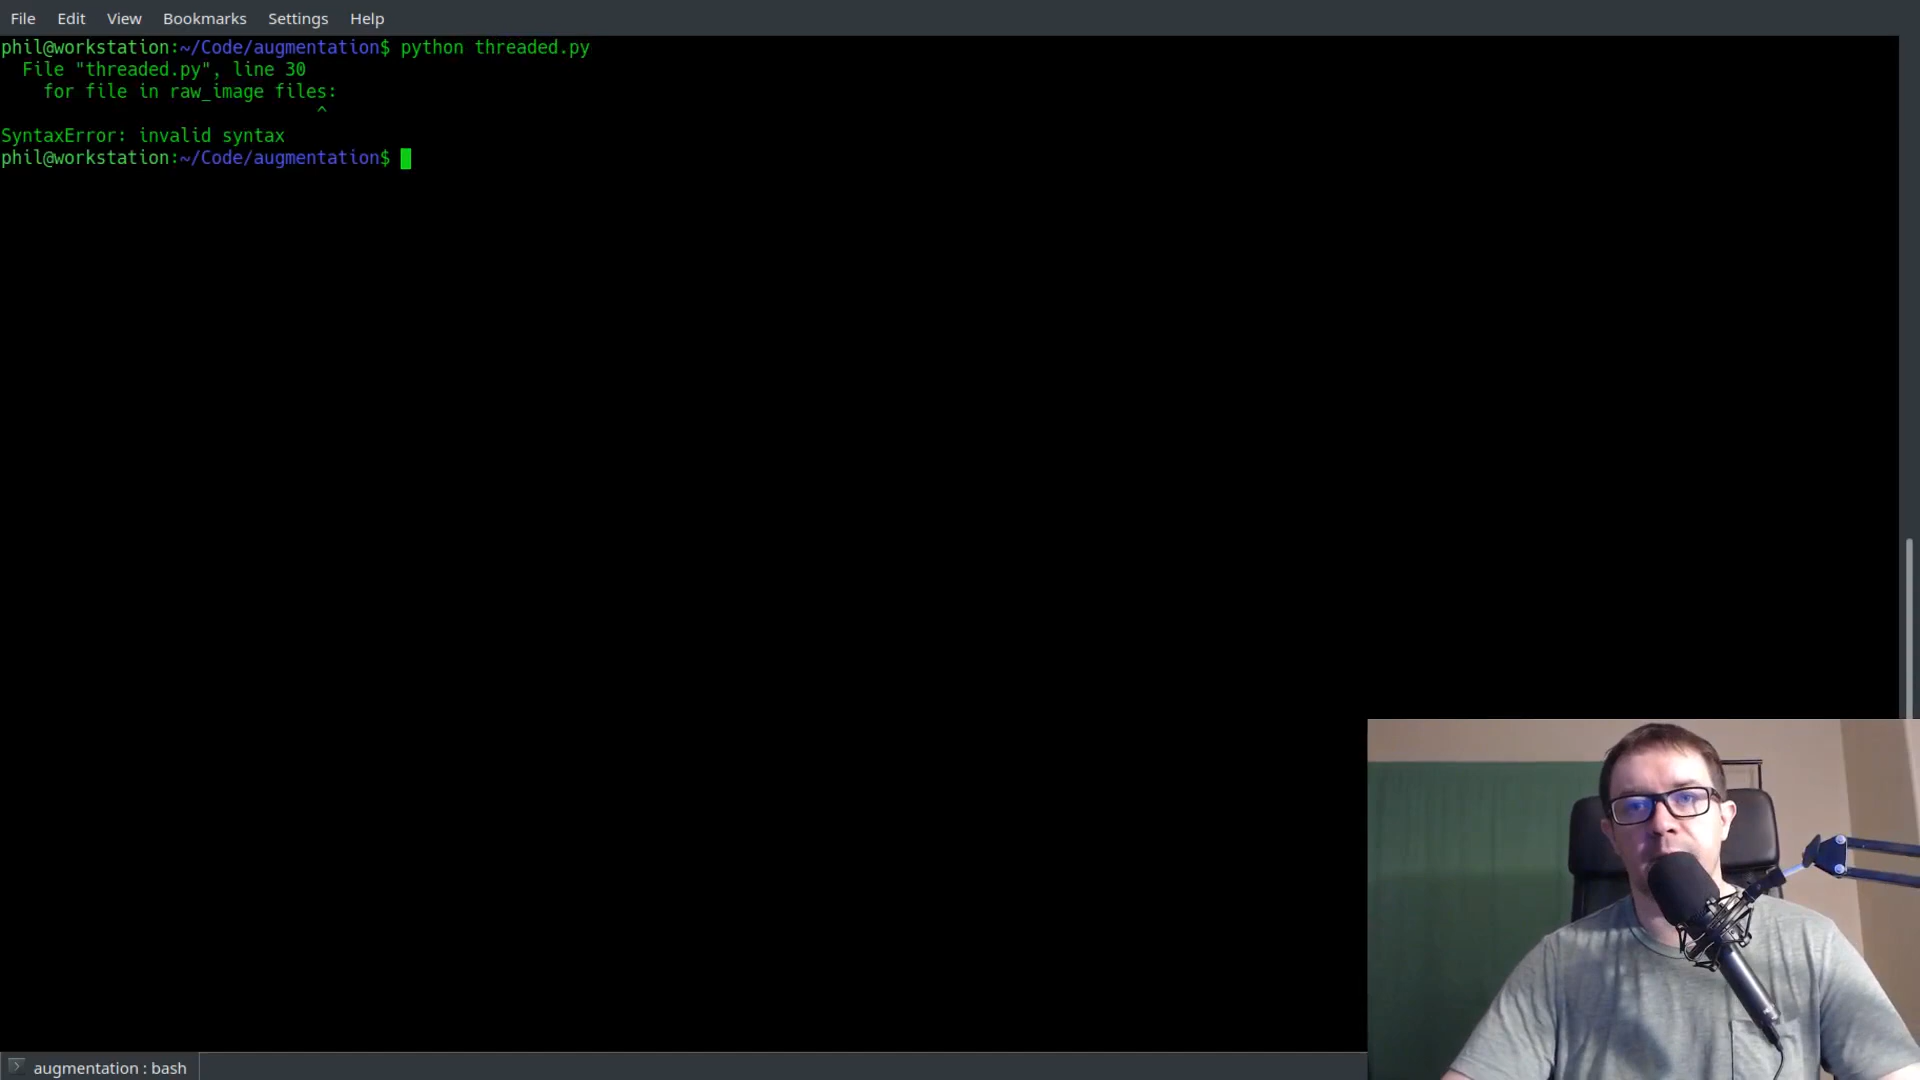 File Edit View Bookmarks Settings Help
phil@workstation:~/Code/augmentation$ python threaded.py
File "threaded.py", line 30
for file in raw_image files:
^
SyntaxError: invalid syntax
phil@workstation:~/Code/augmentation$
augmentation : bash